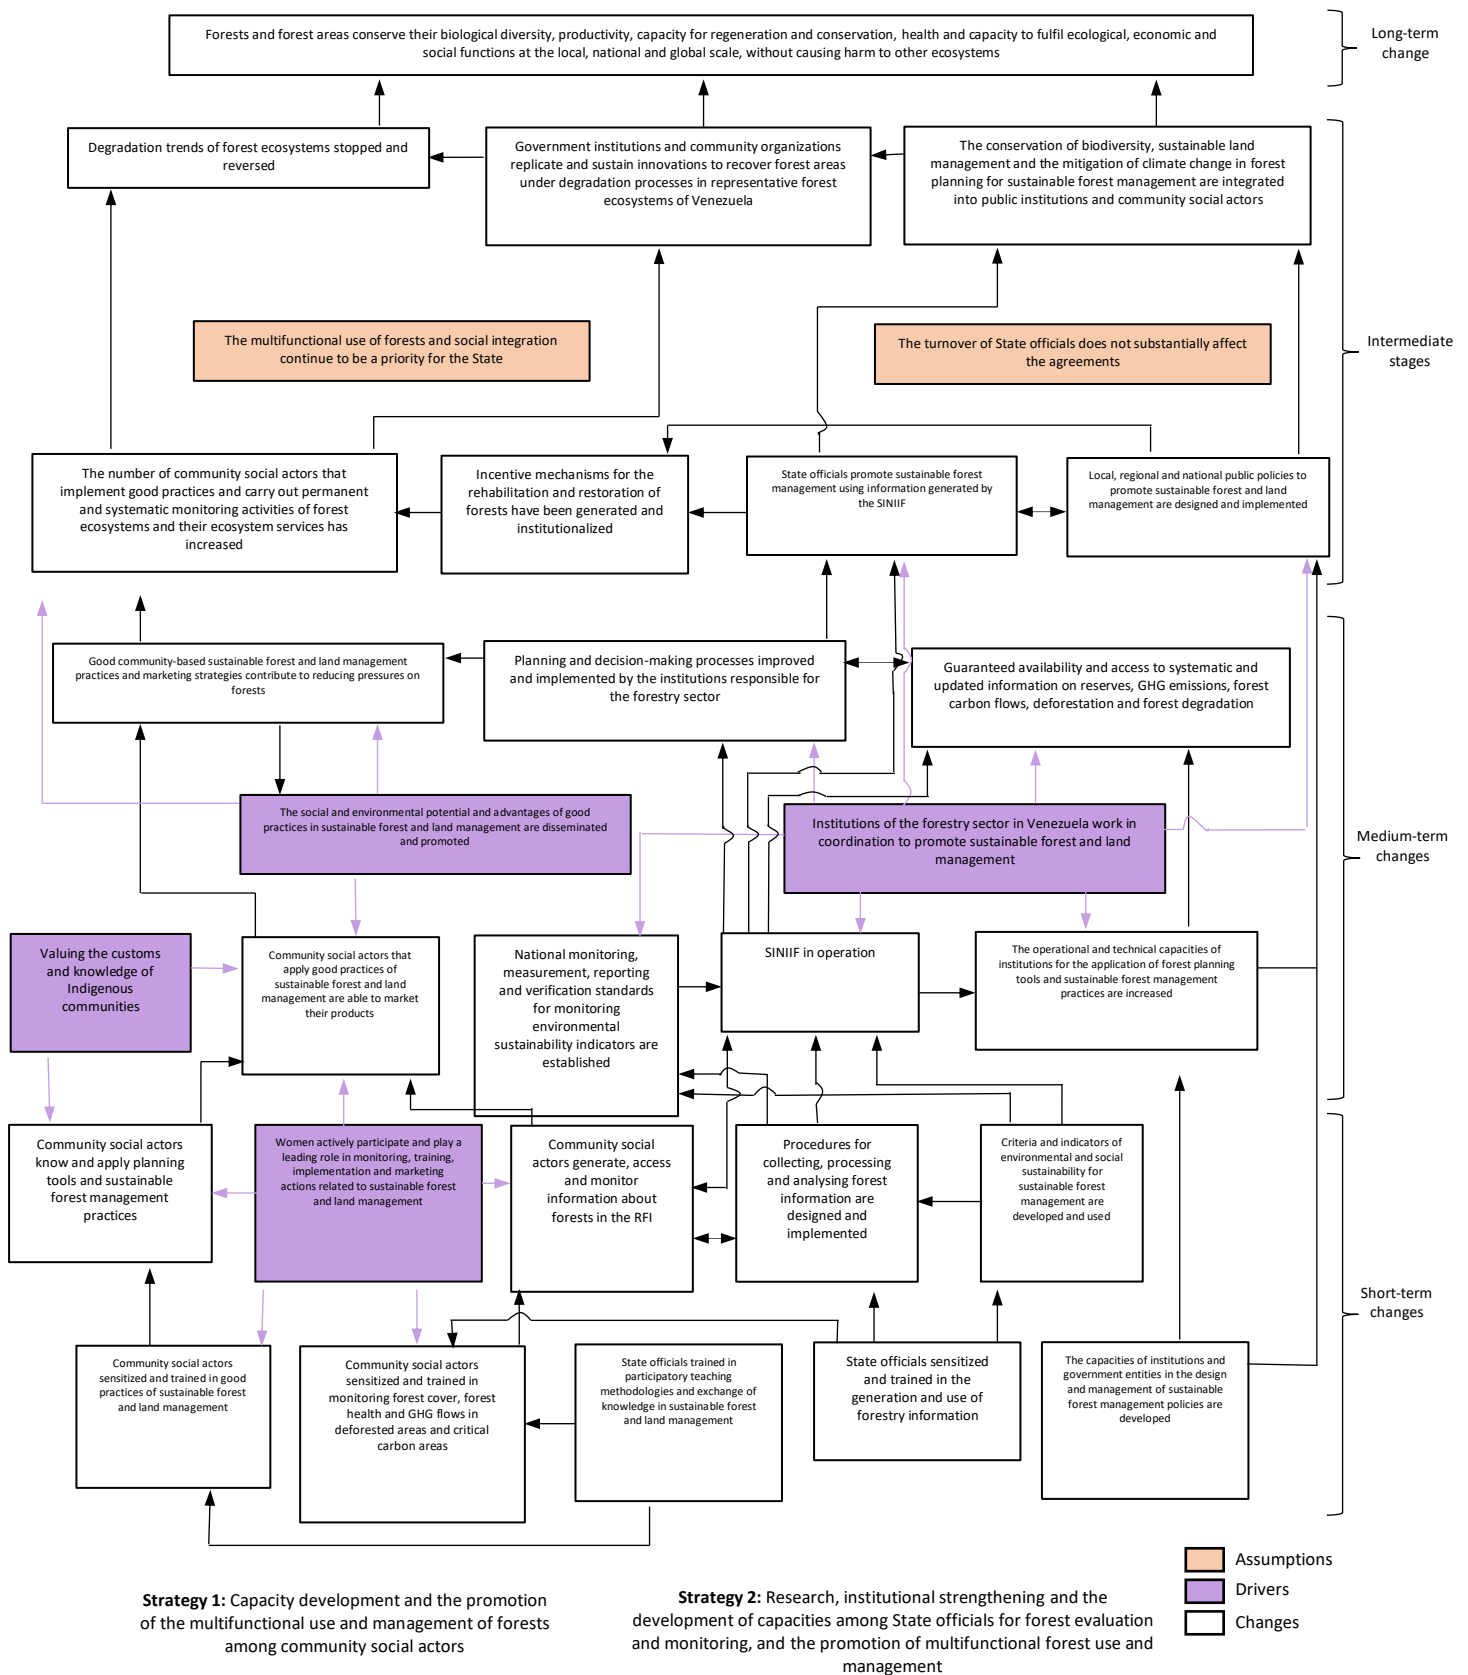 Forests and forest areas conserve their biological diversity, productivity, capacity for regeneration and conservation, health and capacity to fulfil ecological, economic and
social functions at the local, national and global scale, without causing harm to other ecosystems
Long-term
change
Degradation trends of forest ecosystems stopped and
reversed
Government institutions and community organizations
replicate and sustain innovations to recover forest areas
under degradation processes in representative forest
ecosystems of Venezuela
The conservation of biodiversity, sustainable land
management and the mitigation of climate change in forest
planning for sustainable forest management are integrated
into public institutions and community social actors
The multifunctional use of forests and social integration
continue to be a priority for the State
The turnover of State officials does not substantially affect
the agreements
Intermediate
stages
The number of community social actors that
implement good practices and carry out permanent
and systematic monitoring activities of forest
ecosystems and their ecosystem services has
increased
Incentive mechanisms for the
rehabilitation and restoration of
forests have been generated and
institutionalized
State officials promote sustainable forest
management using information generated by
the SINIIF
Local, regional and national public policies to
promote sustainable forest and land
management are designed and implemented
Good community-based sustainable forest and land management
practices and marketing strategies contribute to reducing pressures on
forests
Planning and decision-making processes improved
and implemented by the institutions responsible for
the forestry sector
Guaranteed availability and access to systematic and
updated information on reserves, GHG emissions, forest
carbon flows, deforestation and forest degradation
The social and environmental potential and advantages of good
practices in sustainable forest and land management are disseminated
and promoted
Institutions of the forestry sector in Venezuela work in
coordination to promote sustainable forest and land
management
Medium-term
changes
Valuing the customs
and knowledge of
Indigenous
communities
Community social actors that
apply good practices of
sustainable forest and land
management are able to market
their products
National monitoring,
measurement, reporting
and verification standards
for monitoring
environmental
sustainability indicators are
established
SINIIF in operation
The operational and technical capacities of
institutions for the application of forest planning
tools and sustainable forest management
practices are increased
Community social actors
know and apply planning
tools and sustainable
forest management
practices
Women actively participate and play a
leading role in monitoring, training,
implementation and marketing
actions related to sustainable forest
and land management
Community social
actors generate, access
and monitor
information about
forests in the RFI
Procedures for
collecting, processing
and analysing forest
information are
designed and
implemented
Criteria and indicators of
environmental and social
sustainability for
sustainable forest
management are
developed and used
Short-term
changes
Community social actors
sensitized and trained in good
practices of sustainable forest
and land management
Community social actors
sensitized and trained in
monitoring forest cover, forest
health and GHG flows in
deforested areas and critical
carbon areas
State officials trained in
participatory teaching
methodologies and exchange of
knowledge in sustainable forest
and land management
State officials sensitized
and trained in the
generation and use of
forestry information
The capacities of institutions and
government entities in the design
and management of sustainable
forest management policies are
developed
Assumptions
Drivers
Changes
Strategy 1: Capacity development and the promotion
of the multifunctional use and management of forests
among community social actors
Strategy 2: Research, institutional strengthening and the
development of capacities among State officials for forest evaluation
and monitoring, and the promotion of multifunctional forest use and
management